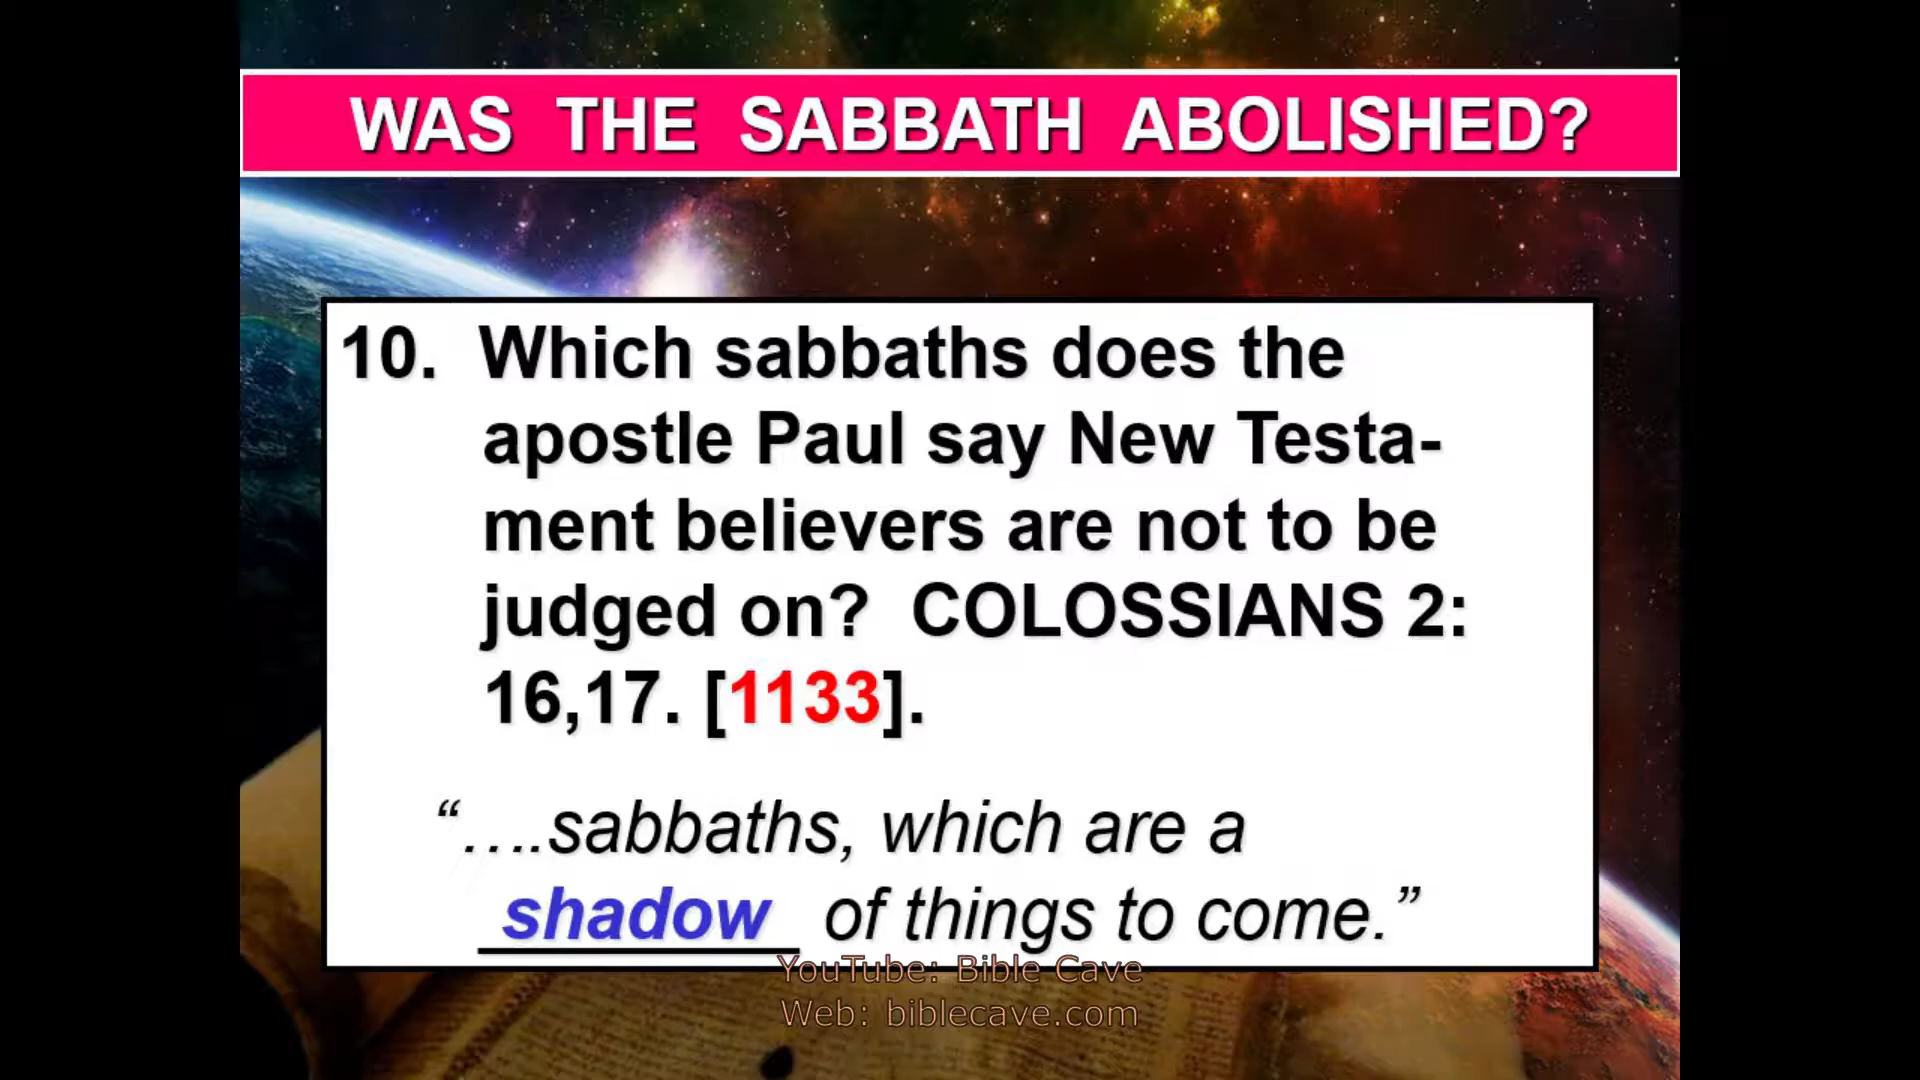 WAS THE SABBATH ABOLISHED?
10. Which sabbaths does the
apostle Paul say New Testa-
ment believers are not to be
judged on? COLOSSIANS 2:
16,17. [1133].
“….sabbaths, which are a
shadow of things to come.”
YouTube: Bible Cave
Web: biblecave.com